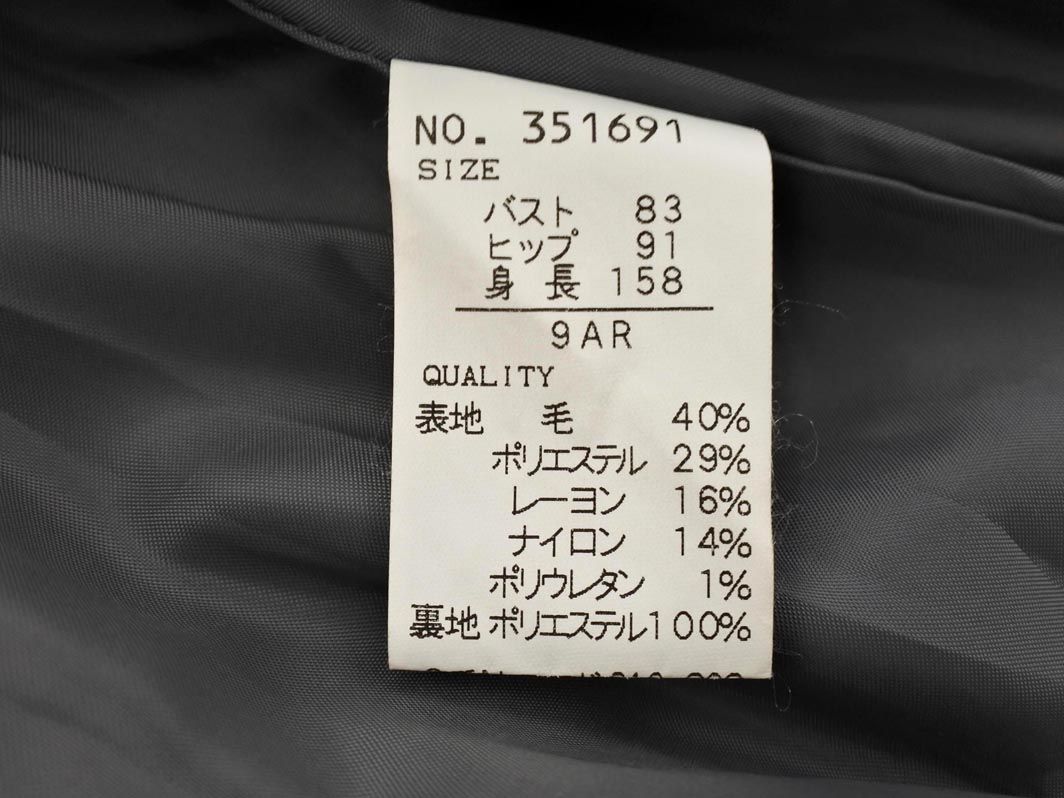 NO. 351691
SIZE
バスト 83
ヒップ 91
身 長 158
9AR
QUALITY
表地 毛 40%
ポリエステル 29%
レーヨン 16%
ナイロン 14%
ポリウレタン 1%
裏地 ポリエステル100%